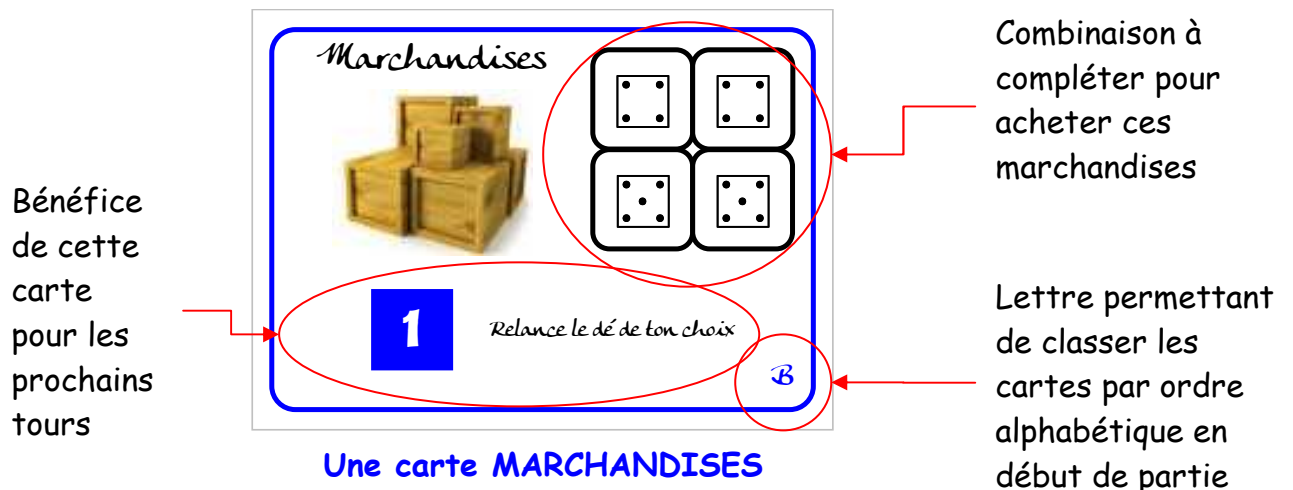 Marchandises
1
Relance le dé de ton choix
B
Bénéfice
de cette
carte
pour les
prochains
tours
Combinaison à
compléter pour
acheter ces
marchandises
Lettre permettant
de classer les
cartes par ordre
alphabétique en
début de partie
Une carte MARCHANDISES